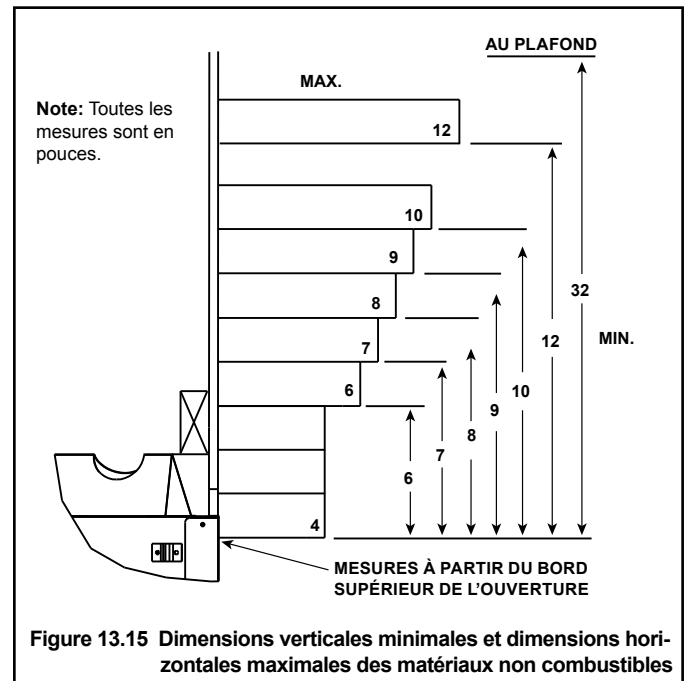 AU PLAFOND
MAX.
Note: Toutes les
mesures sont en
pouces.
12
10
9
8
7
6
4
6
7
8
9
10
12
32
MIN.
MESURES À PARTIR DU BORD
SUPÉRIEUR DE L’OUVERTURE
Figure 13.15 Dimensions verticales minimales et dimensions hori-
zontales maximales des matériaux non combustibles